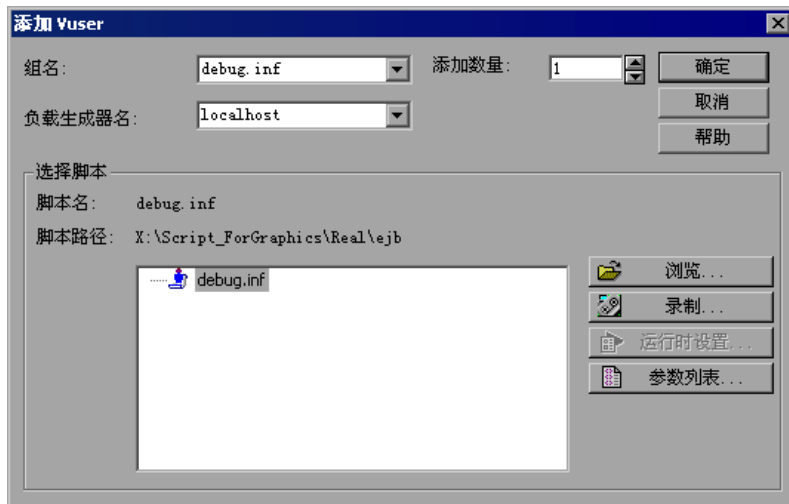 添加 Vuser
组名: debug.inf 添加数量: 1 确定
负载生成器名: localhost 取消
帮助
选择脚本
脚本名: debug.inf
脚本路径: X:\Script_ForGraphics\Real\ejb
debug.inf
浏览...
录制...
运行时设置...
参数列表...